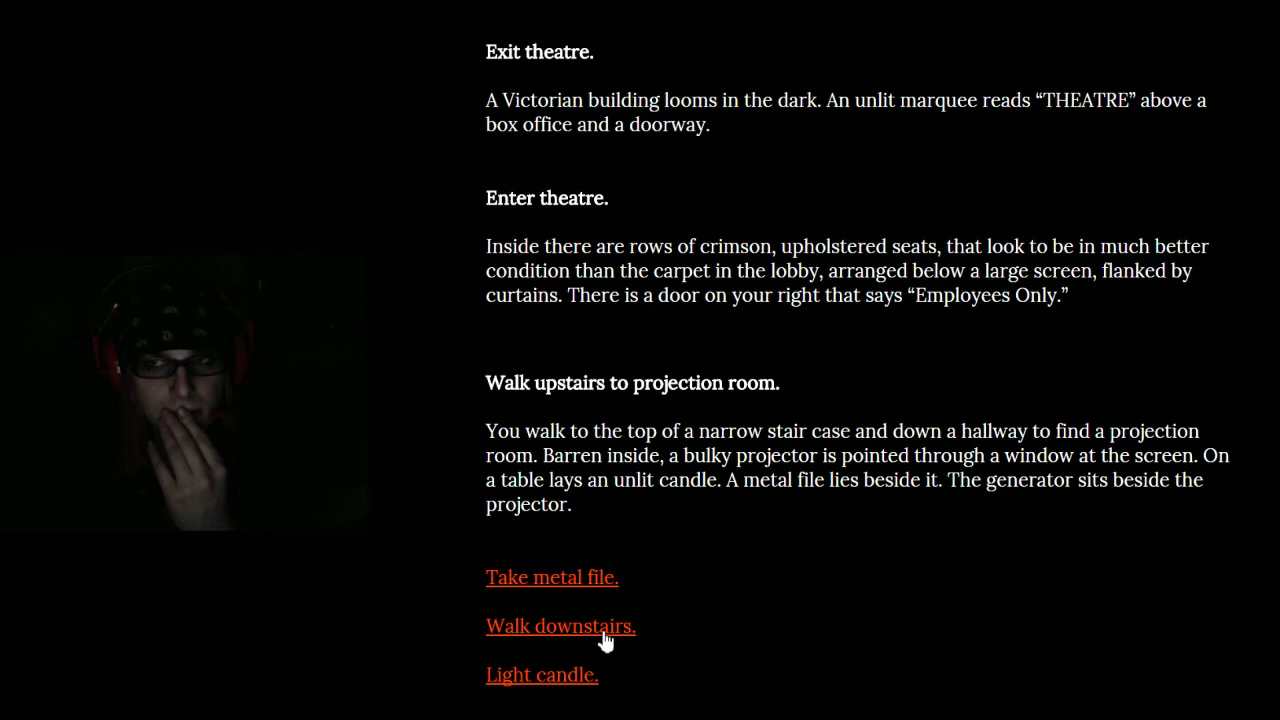 Exit theatre.
A Victorian building looms in the dark. An unlit marquee reads “THEATRE” above a
box office and a doorway.
Enter theatre.
Inside there are rows of crimson, upholstered seats, that look to be in much better
condition than the carpet in the lobby, arranged below a large screen, flanked by
curtains. There is a door on your right that says “Employees Only.”
Walk upstairs to projection room.
You walk to the top of a narrow stair case and down a hallway to find a projection
room. Barren inside, a bulky projector is pointed through a window at the screen. On
a table lays an unlit candle. A metal file lies beside it. The generator sits beside the
projector.
Take metal file.
Walk downstairs.
Light candle.